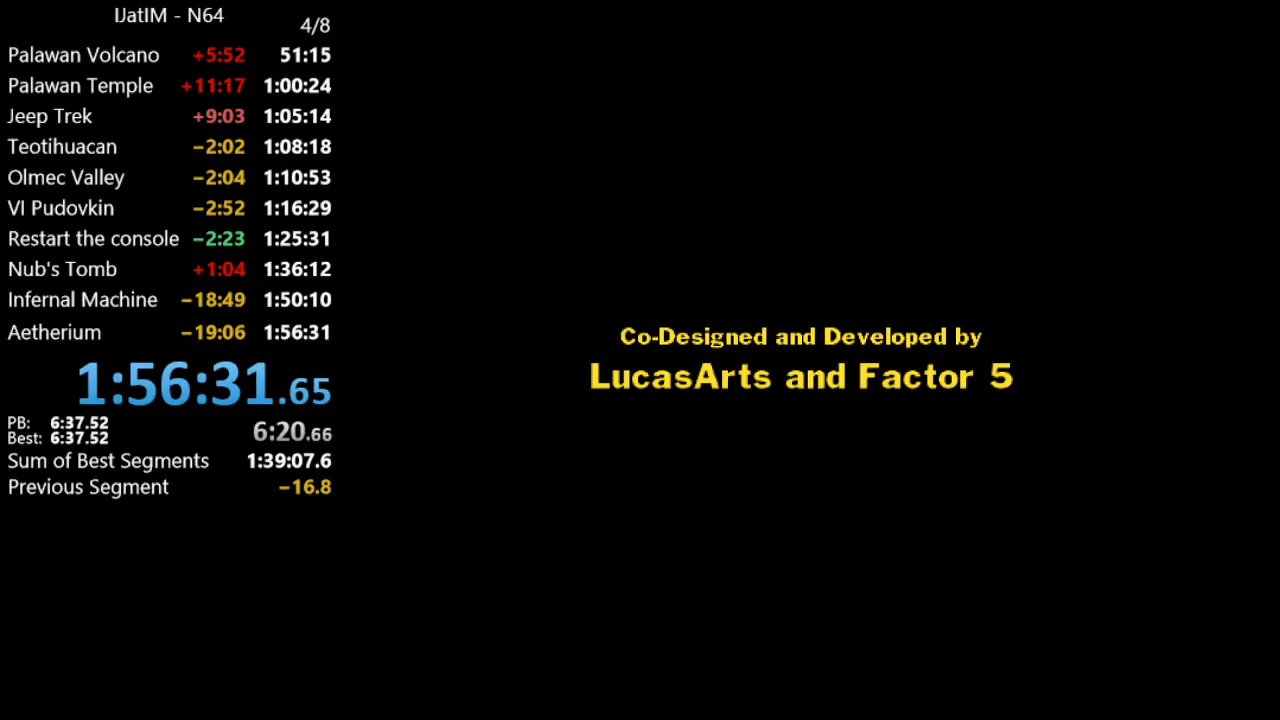 IJatIM - N64
4/8
Palawan Volcano +5:52 51:15
Palawan Temple +11:17 1:00:24
Jeep Trek +9:03 1:05:14
Teotihuacan −2:02 1:08:18
Olmec Valley −2:04 1:10:53
VI Pudovkin −2:52 1:16:29
Restart the console −2:23 1:25:31
Nub's Tomb +1:04 1:36:12
Infernal Machine −18:49 1:50:10
Aetherium −19:06 1:56:31
1:56:31.65
PB: 6:37.52
Best: 6:37.52
6:20.66
Sum of Best Segments 1:39:07.6
Previous Segment −16.8
Co-Designed and Developed by
LucasArts and Factor 5